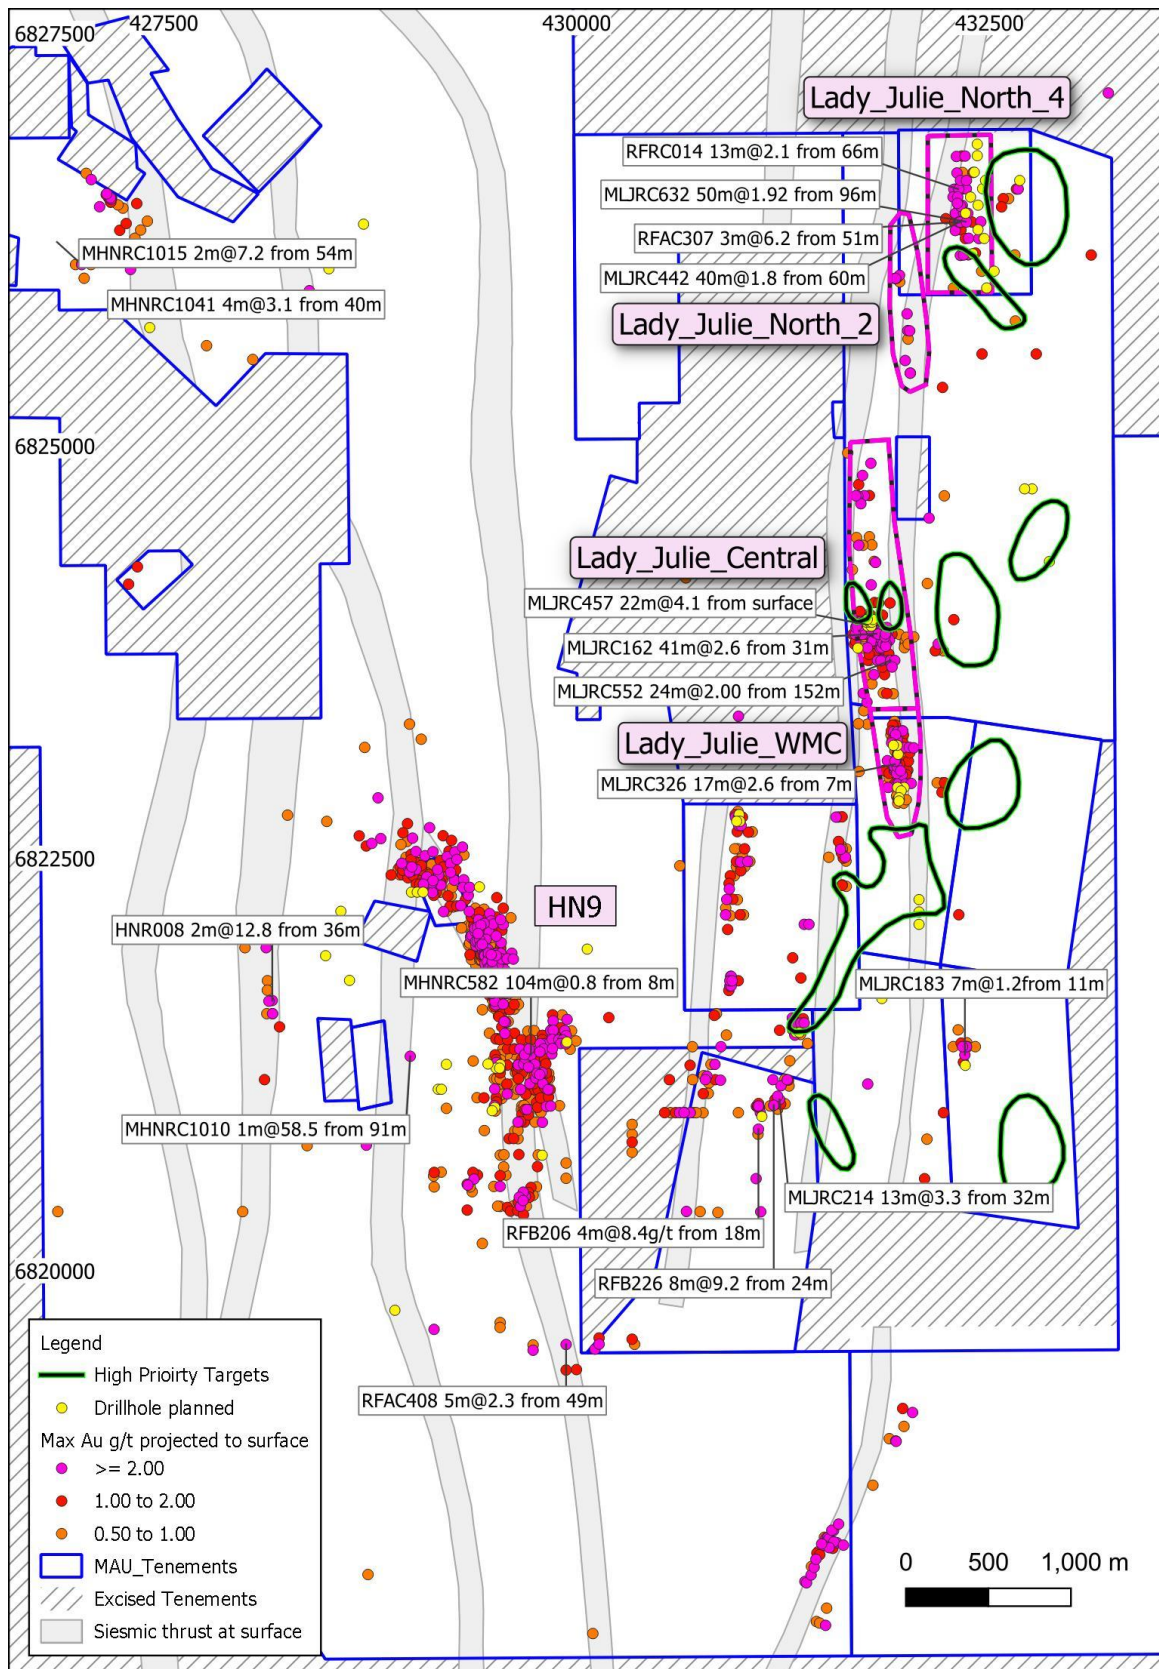 427500
430000
432500
6827500
Lady_Julie_North_4
RFRC014 13m@2.1 from 66m
MLJRC632 50m@1.92 from 96m
RFAC307 3m@6.2 from 51m
MHNRC1015 2m@7.2 from 54m
MLJRC442 40m@1.8 from 60m
MHNRC1041 4m@3.1 from 40m
Lady_Julie_North_2
6825000
Lady_Julie_Central
MLJRC457 22m@4.1 from surface
MLJRC162 41m@2.6 from 31m
MLJRC552 24m@2.00 from 152m
Lady_Julie_WMC
MLJRC326 17m@2.6 from 7m
6822500
HN9
HNR008 2m@12.8 from 36m
MHNRC582 104m@0.8 from 8m
MLJRC183 7m@1.2from 11m
MHNRC1010 1m@58.5 from 91m
MLJRC214 13m@3.3 from 32m
RFB206 4m@8.4g/t from 18m
6820000
RFB226 8m@9.2 from 24m
RFAC408 5m@2.3 from 49m
Legend
High Prioirty Targets
Drillhole planned
Max Au g/t projected to surface
>= 2.00
1.00 to 2.00
0.50 to 1.00
MAU_Tenements
Excised Tenements
Siesmic thrust at surface
0 500 1,000 m